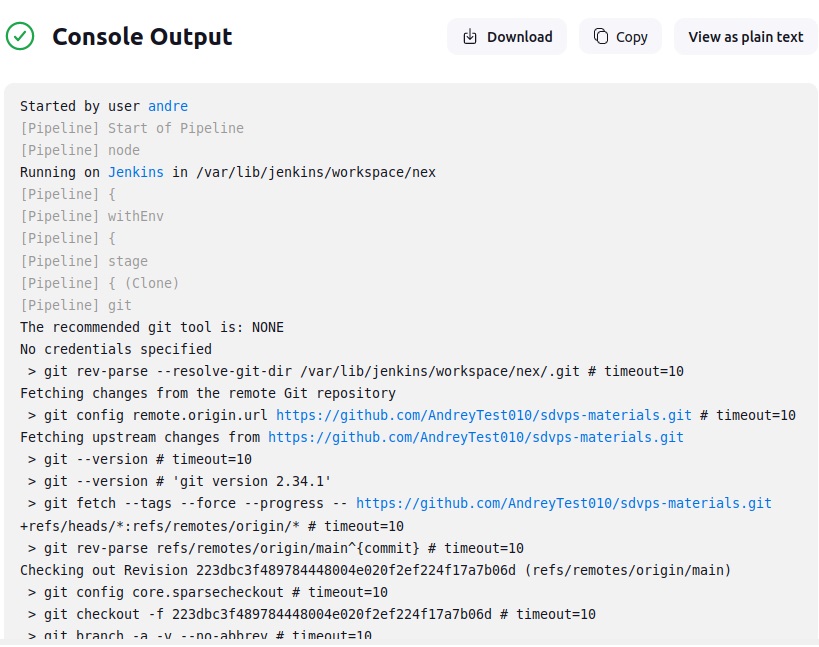 Console Output
Download
Copy
View as plain text
Started by user andre
[Pipeline] Start of Pipeline
[Pipeline] node
Running on Jenkins in /var/lib/jenkins/workspace/nex
[Pipeline] {
[Pipeline] withEnv
[Pipeline] {
[Pipeline] stage
[Pipeline] { (Clone)
[Pipeline] git
The recommended git tool is: NONE
No credentials specified
 > git rev-parse --resolve-git-dir /var/lib/jenkins/workspace/nex/.git # timeout=10
Fetching changes from the remote Git repository
 > git config remote.origin.url https://github.com/AndreyTest010/sdvps-materials.git # timeout=10
Fetching upstream changes from https://github.com/AndreyTest010/sdvps-materials.git
 > git --version # timeout=10
 > git --version # 'git version 2.34.1'
 > git fetch --tags --force --progress -- https://github.com/AndreyTest010/sdvps-materials.git
+refs/heads/*:refs/remotes/origin/* # timeout=10
 > git rev-parse refs/remotes/origin/main^{commit} # timeout=10
Checking out Revision 223dbc3f489784448004e020f2ef224f17a7b06d (refs/remotes/origin/main)
 > git config core.sparsecheckout # timeout=10
 > git checkout -f 223dbc3f489784448004e020f2ef224f17a7b06d # timeout=10
 > git branch -a -v --no-abbrev # timeout=10